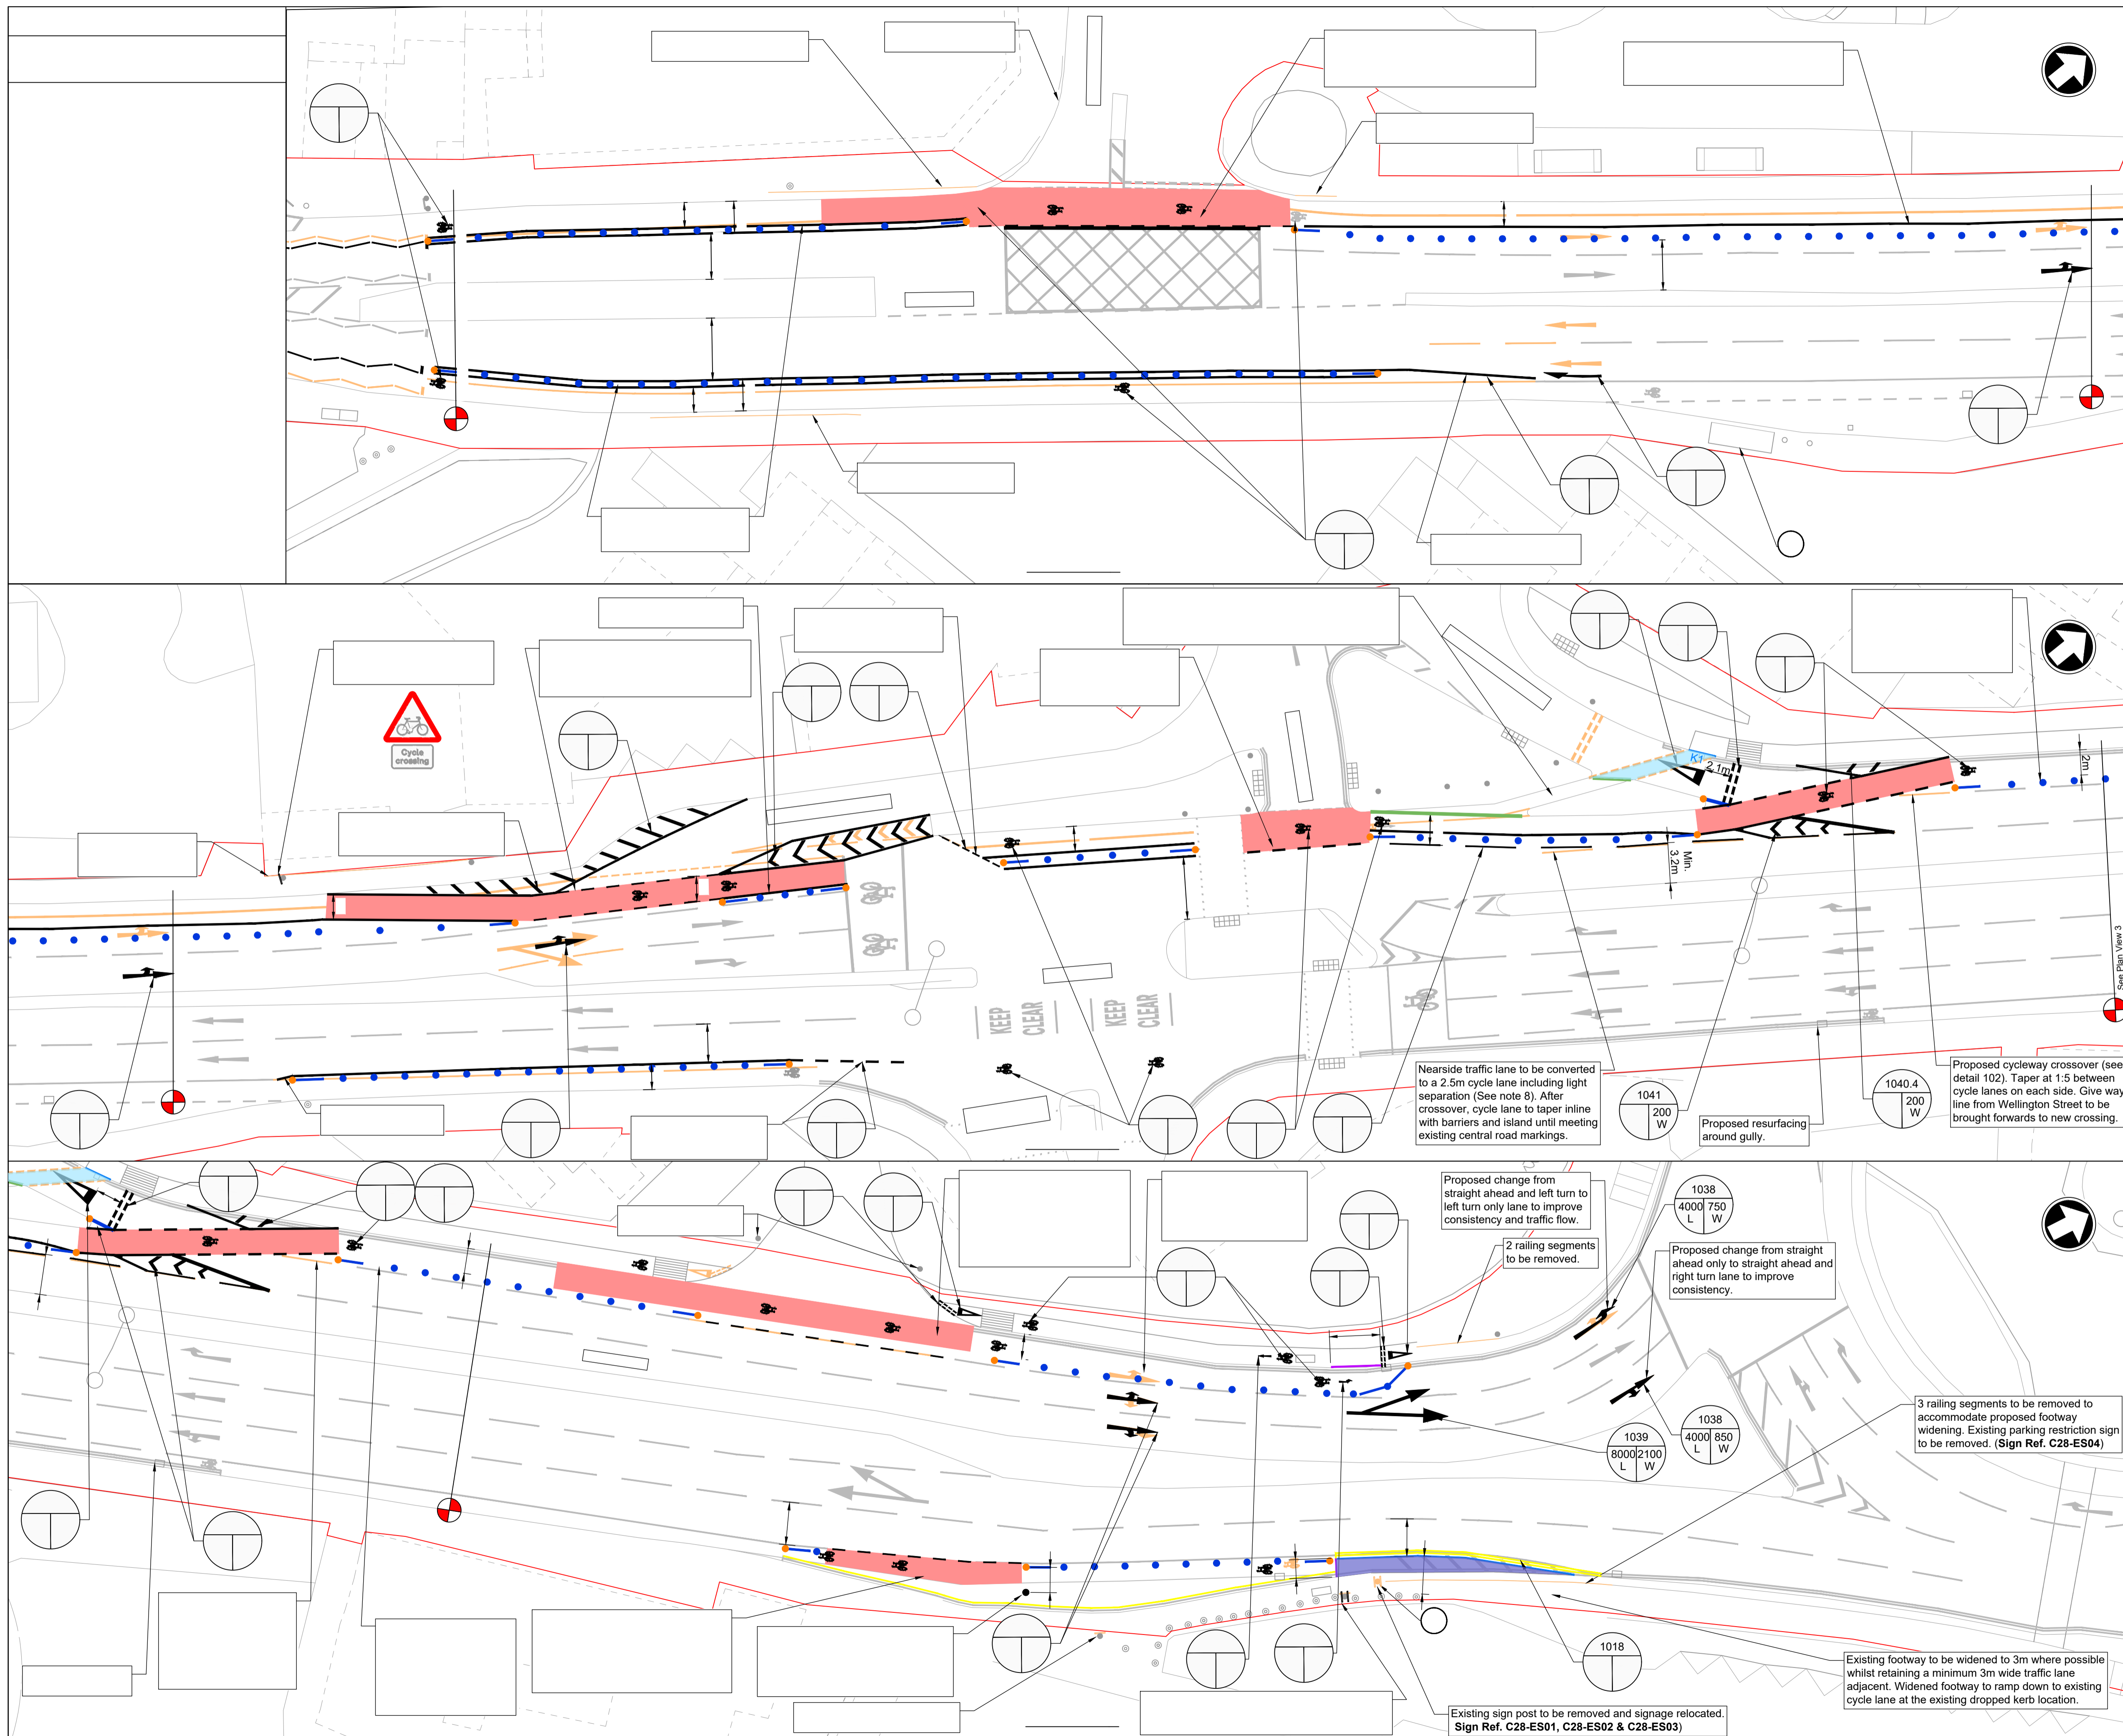 Cycle
crossing
K1
2.1m
2m
Min.
3.2m
See Plan View 3
KEEP
CLEAR
KEEP
CLEAR
Nearside traffic lane to be converted
to a 2.5m cycle lane including light
separation (See note 8). After
crossover, cycle lane to taper inline
with barriers and island until meeting
existing central road markings.
1041
200
W
Proposed resurfacing
around gully.
1040.4
200
W
Proposed cycleway crossover (see
detail 102). Taper at 1:5 between
cycle lanes on each side. Give way
line from Wellington Street to be
brought forwards to new crossing.
Proposed change from
straight ahead and left turn to
left turn only lane to improve
consistency and traffic flow.
1038
4000 750
L W
2 railing segments
to be removed.
Proposed change from straight
ahead only to straight ahead and
right turn lane to improve
consistency.
1039
8000 2100
L W
1038
4000 850
L W
3 railing segments to be removed to
accommodate proposed footway
widening. Existing parking restriction sign
to be removed. (Sign Ref. C28-ES04)
1018
Existing footway to be widened to 3m where possible
whilst retaining a minimum 3m wide traffic lane
adjacent. Widened footway to ramp down to existing
cycle lane at the existing dropped kerb location.
Existing sign post to be removed and signage relocated.
Sign Ref. C28-ES01, C28-ES02 & C28-ES03)